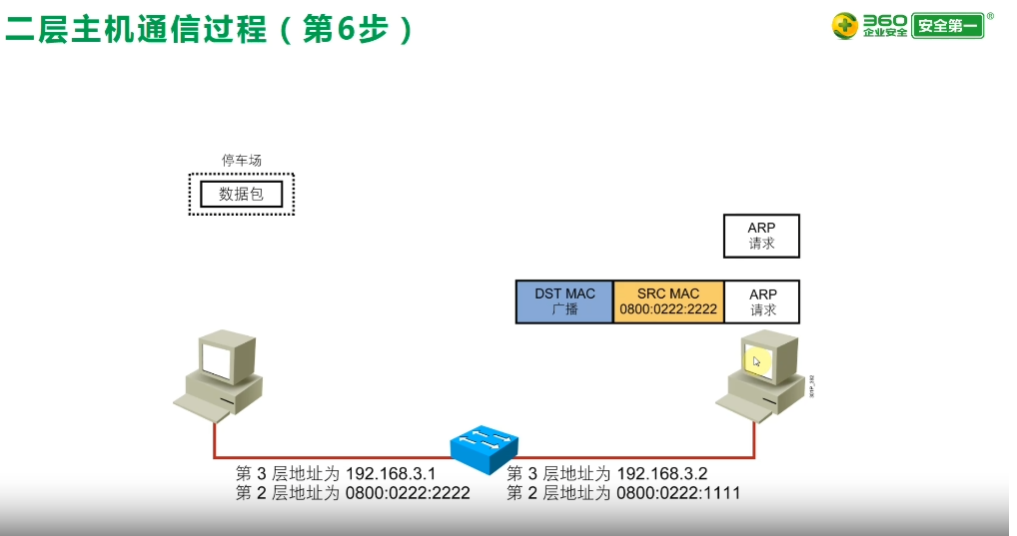 二层主机通信过程（第6步）
360
企业安全
安全第一
®
停车场
数据包
ARP
请求
DST MAC
广播
SRC MAC
0800:0222:2222
ARP
请求
第 3 层地址为 192.168.3.1
第 2 层地址为 0800:0222:2222
第 3 层地址为 192.168.3.2
第 2 层地址为 0800:0222:1111